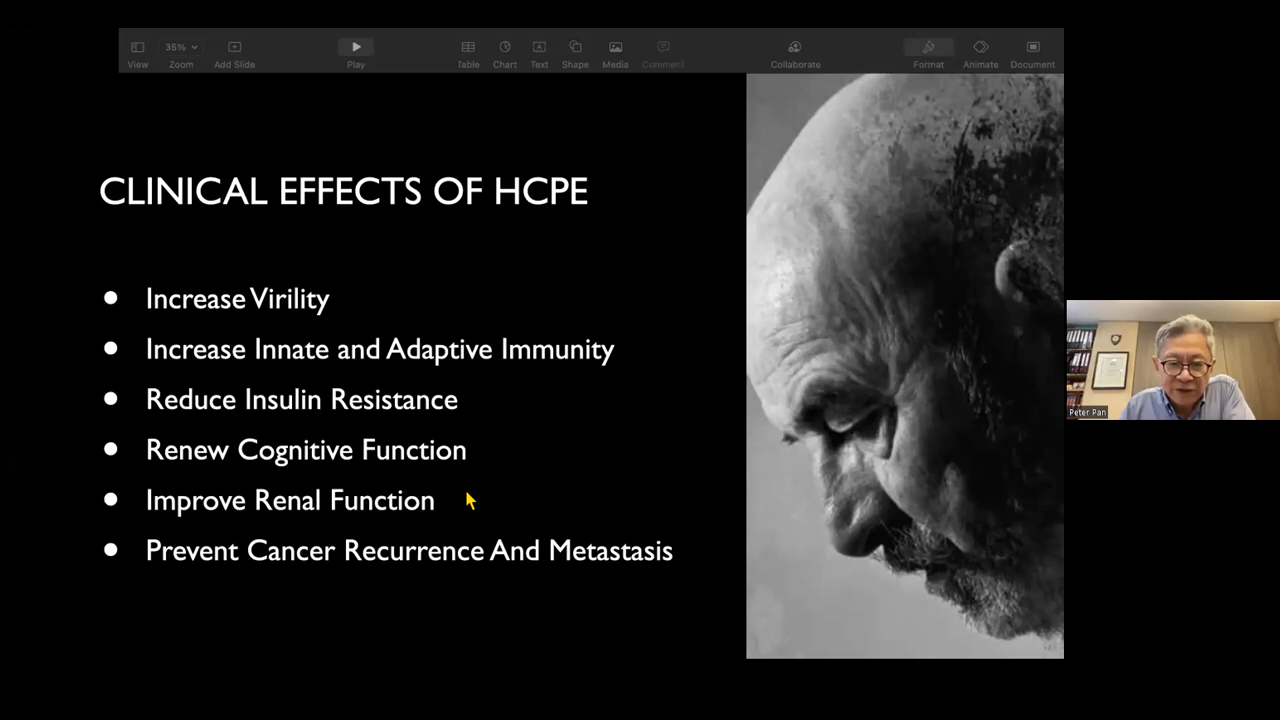 View
35%
Zoom
Add Slide
Play
Table
Chart
Text
Shape
Media
Comment
Collaborate
Format
Animate
Document
CLINICAL EFFECTS OF HCPE
• Increase Virility
• Increase Innate and Adaptive Immunity
• Reduce Insulin Resistance
• Renew Cognitive Function
• Improve Renal Function
• Prevent Cancer Recurrence And Metastasis
Peter Pan